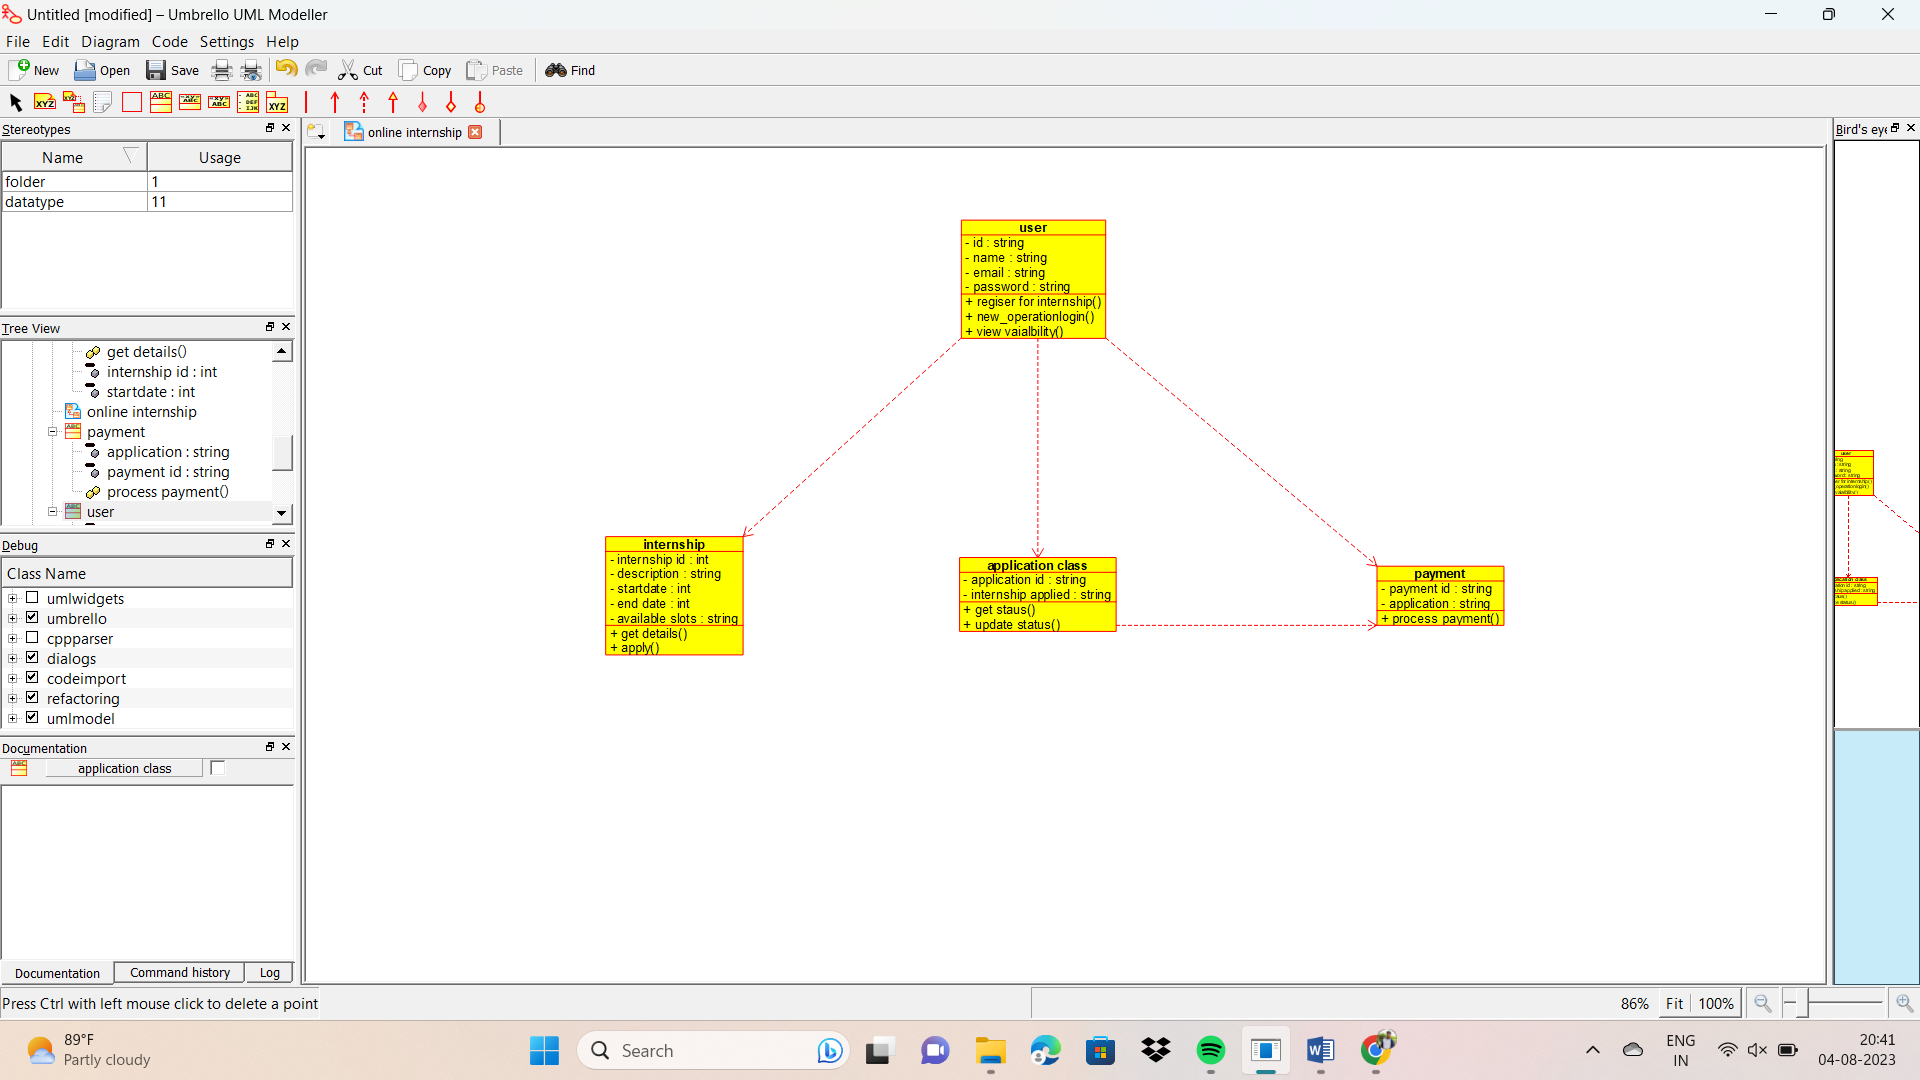 Untitled [modified] – Umbrello UML Modeller
File Edit Diagram Code Settings Help
New Open Save Cut Copy Paste Find
Stereotypes
Name Usage
folder 1
datatype 11
Tree View
get details()
internship id : int
startdate : int
online internship
payment
application : string
payment id : string
process payment()
user
Debug
Class Name
umlwidgets
umbrello
cppparser
dialogs
codeimport
refactoring
umlmodel
Documentation
application class
Documentation Command history Log
Press Ctrl with left mouse click to delete a point
online internship
user
- id : string
- name : string
- email : string
- password : string
+ regiser for internship()
+ new_operationlogin()
+ view vaialbility()
internship
- internship id : int
- description : string
- startdate : int
- end date : int
- available slots : string
+ get details()
+ apply()
application class
- application id : string
- internship applied : string
+ get staus()
+ update status()
payment
- payment id : string
- application : string
+ process payment()
Bird's eye
86% Fit 100%
89°F
Partly cloudy
Search
ENG
IN
20:41
04-08-2023